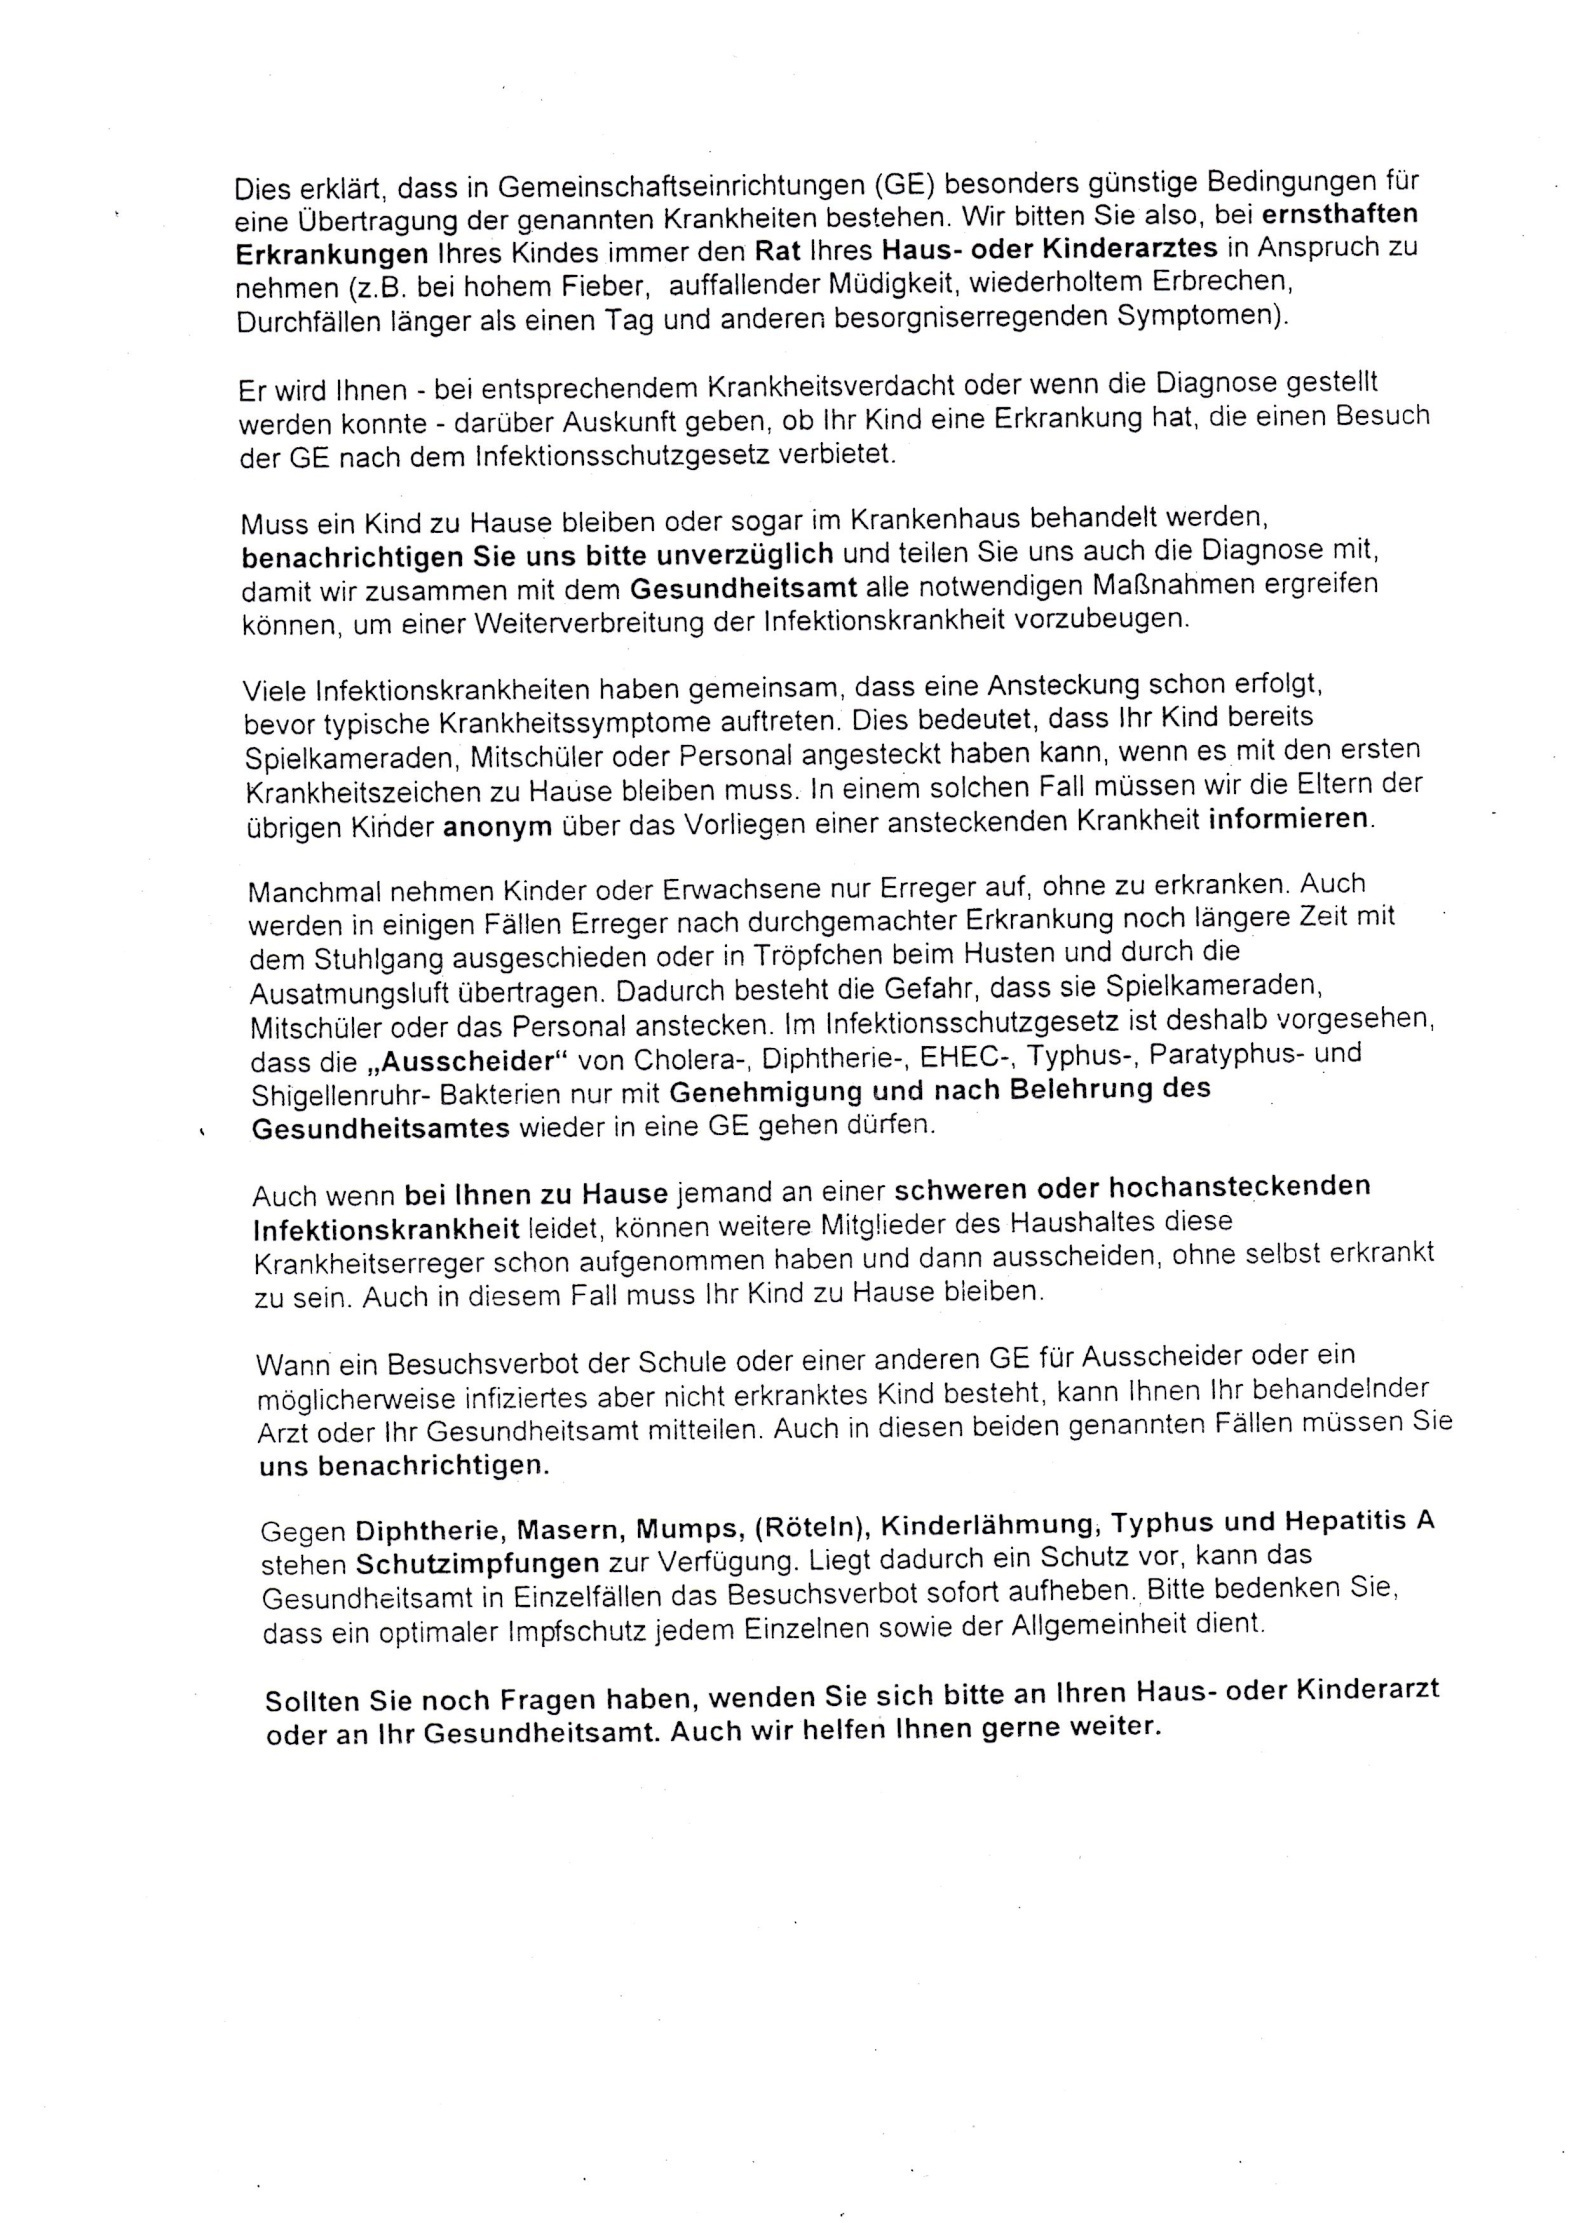 Dies erklärt, dass in Gemeinschaftseinrichtungen (GE) besonders günstige Bedingungen für
eine Übertragung der genannten Krankheiten bestehen. Wir bitten Sie also, bei ernsthaften
Erkrankungen Ihres Kindes immer den Rat Ihres Haus- oder Kinderarztes in Anspruch zu
nehmen (z.B. bei hohem Fieber, auffallender Müdigkeit, wiederholtem Erbrechen,
Durchfällen länger als einen Tag und anderen besorgniserregenden Symptomen).
Er wird Ihnen - bei entsprechendem Krankheitsverdacht oder wenn die Diagnose gestellt
werden konnte - darüber Auskunft geben, ob Ihr Kind eine Erkrankung hat, die einen Besuch
der GE nach dem Infektionsschutzgesetz verbietet.
Muss ein Kind zu Hause bleiben oder sogar im Krankenhaus behandelt werden,
benachrichtigen Sie uns bitte unverzüglich und teilen Sie uns auch die Diagnose mit,
damit wir zusammen mit dem Gesundheitsamt alle notwendigen Maßnahmen ergreifen
können, um einer Weiterverbreitung der Infektionskrankheit vorzubeugen.
Viele Infektionskrankheiten haben gemeinsam, dass eine Ansteckung schon erfolgt,
bevor typische Krankheitssymptome auftreten. Dies bedeutet, dass Ihr Kind bereits
Spielkameraden, Mitschüler oder Personal angesteckt haben kann, wenn es mit den ersten
Krankheitszeichen zu Hause bleiben muss. In einem solchen Fall müssen wir die Eltern der
übrigen Kinder anonym über das Vorliegen einer ansteckenden Krankheit informieren.
Manchmal nehmen Kinder oder Erwachsene nur Erreger auf, ohne zu erkranken. Auch
werden in einigen Fällen Erreger nach durchgemachter Erkrankung noch längere Zeit mit
dem Stuhlgang ausgeschieden oder in Tröpfchen beim Husten und durch die
Ausatmungsluft übertragen. Dadurch besteht die Gefahr, dass sie Spielkameraden,
Mitschüler oder das Personal anstecken. Im Infektionsschutzgesetz ist deshalb vorgesehen,
dass die „Ausscheider“ von Cholera-, Diphtherie-, EHEC-, Typhus-, Paratyphus- und
Shigellenruhr- Bakterien nur mit Genehmigung und nach Belehrung des
Gesundheitsamtes wieder in eine GE gehen dürfen.
Auch wenn bei Ihnen zu Hause jemand an einer schweren oder hochansteckenden
Infektionskrankheit leidet, können weitere Mitglieder des Haushaltes diese
Krankheitserreger schon aufgenommen haben und dann ausscheiden, ohne selbst erkrankt
zu sein. Auch in diesem Fall muss Ihr Kind zu Hause bleiben.
Wann ein Besuchsverbot der Schule oder einer anderen GE für Ausscheider oder ein
möglicherweise infiziertes aber nicht erkranktes Kind besteht, kann Ihnen Ihr behandelnder
Arzt oder Ihr Gesundheitsamt mitteilen. Auch in diesen beiden genannten Fällen müssen Sie
uns benachrichtigen.
Gegen Diphtherie, Masern, Mumps, (Röteln), Kinderlähmung, Typhus und Hepatitis A
stehen Schutzimpfungen zur Verfügung. Liegt dadurch ein Schutz vor, kann das
Gesundheitsamt in Einzelfällen das Besuchsverbot sofort aufheben. Bitte bedenken Sie,
dass ein optimaler Impfschutz jedem Einzelnen sowie der Allgemeinheit dient.
Sollten Sie noch Fragen haben, wenden Sie sich bitte an Ihren Haus- oder Kinderarzt
oder an Ihr Gesundheitsamt. Auch wir helfen Ihnen gerne weiter.